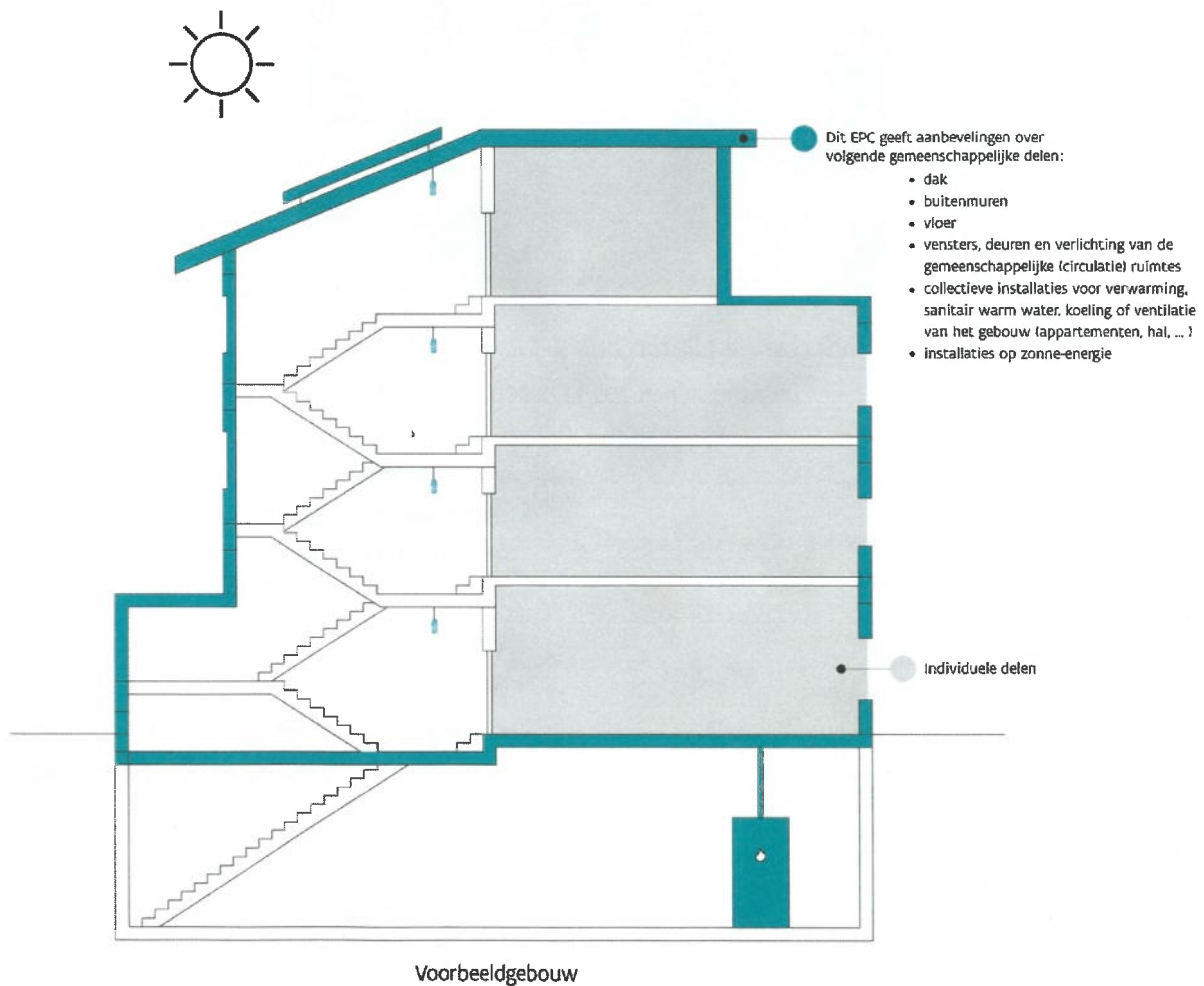 Dit EPC geeft aanbevelingen over
volgende gemeenschappelijke delen:
• dak
• buitenmuren
• vloer
• vensters, deuren en verlichting van de
gemeenschappelijke (circulatie) ruimtes
• collectieve installaties voor verwarming,
sanitair warm water, koeling of ventilatie
van het gebouw (appartementen, hal, ... )
• installaties op zonne-energie
Individuele delen
Voorbeeldgebouw